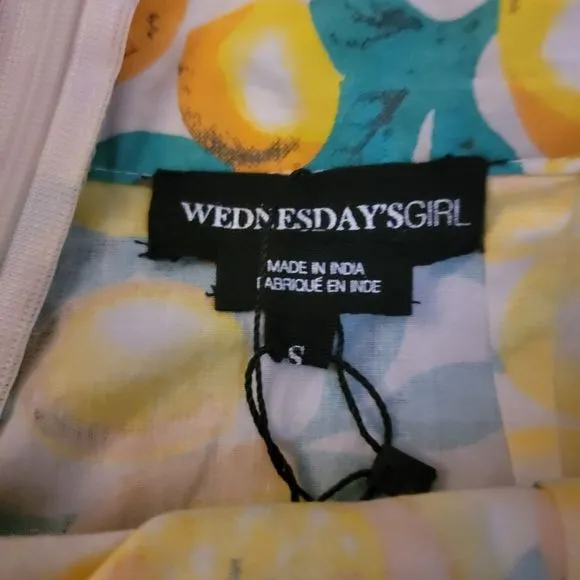 WEDNESDAY'SGIRL
MADE IN INDIA
FABRIQUÉ EN INDE
S